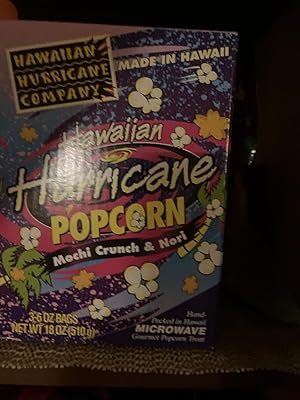 HAWAIIAN
HURRICANE
COMPANY
MADE IN HAWAII
Hawaiian
Hurricane
POPCORN
Mochi Crunch & Nori
3-6 OZ BAGS
NET WT 18 OZ (510 g)
Hand-
Packed in Hawaii
MICROWAVE
Gourmet Popcorn Treat